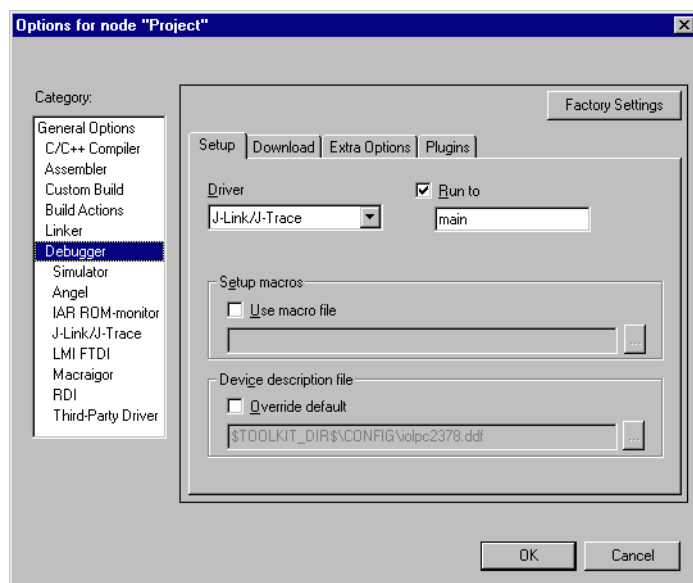 Options for node "Project"
Category:
General Options
C/C++ Compiler
Assembler
Custom Build
Build Actions
Linker
Debugger
Simulator
Angel
IAR ROM-monitor
J-Link/J-Trace
LMI FTDI
Macraigor
RDI
Third-Party Driver
Factory Settings
Setup Download Extra Options Plugins
Driver
Run to
J-Link/J-Trace
main
Setup macros
Use macro file
...
Device description file
Override default
$TOOLKIT_DIR$\CONFIG\iolpc2378.ddf
...
OK Cancel